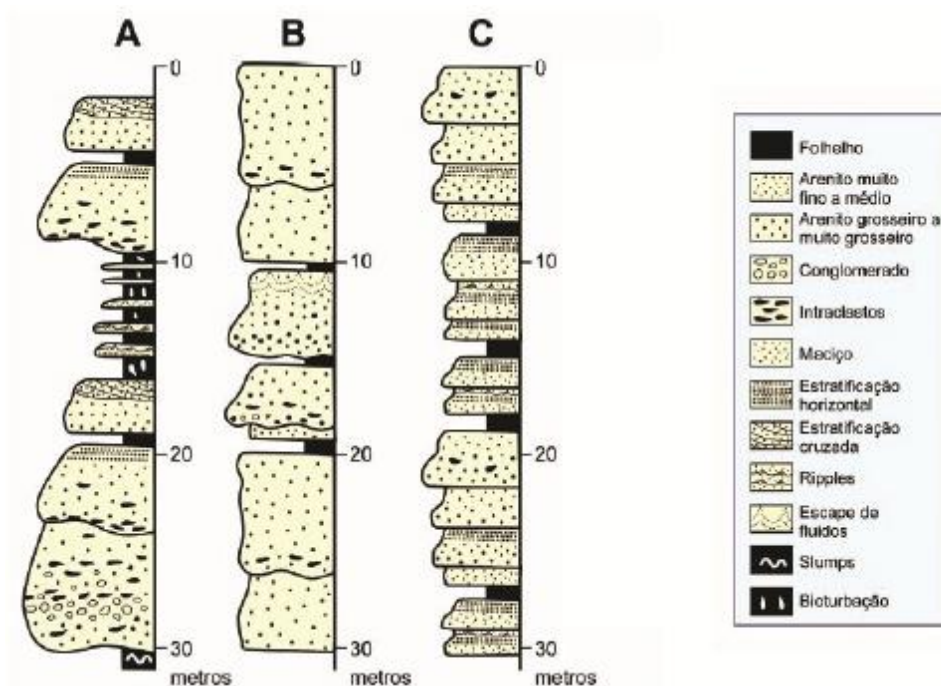 A B C
0 0 0
10 10
20 20 20
30 30 30
metros metros metros
Folhelho
Arenito muito
fino a médio
Arenito grosseiro a
muito grosseiro
Conglomerado
Intraclastos
Maciço
Estratificação
horizontal
Estratificação
cruzada
Ripples
Escape de
fluidos
Slumps
Bioturbação